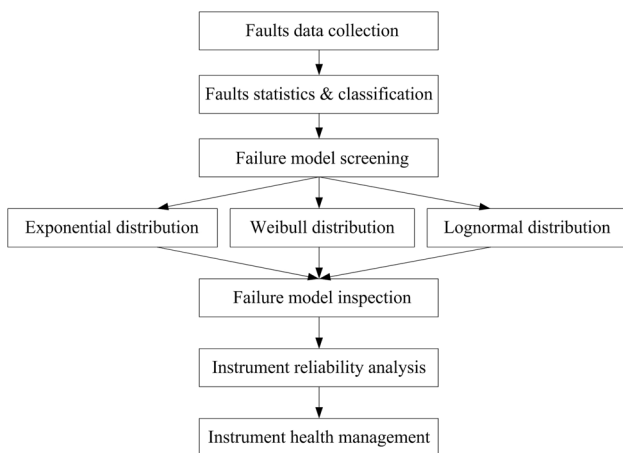 Faults data collection
Faults statistics & classification
Failure model screening
Exponential distribution
Weibull distribution
Lognormal distribution
Failure model inspection
Instrument reliability analysis
Instrument health management